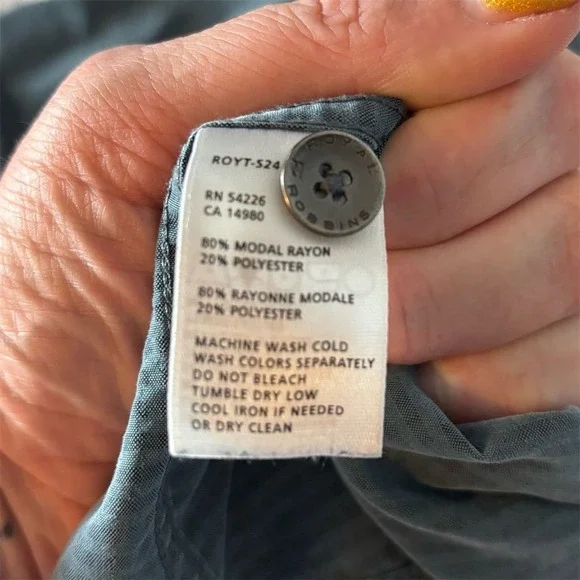 ROYT-S24
ROYAL
ROBBINS
RN 54226
CA 14980
80% MODAL RAYON
20% POLYESTER
80% RAYONNE MODALE
20% POLYESTER
MACHINE WASH COLD
WASH COLORS SEPARATELY
DO NOT BLEACH
TUMBLE DRY LOW
COOL IRON IF NEEDED
OR DRY CLEAN